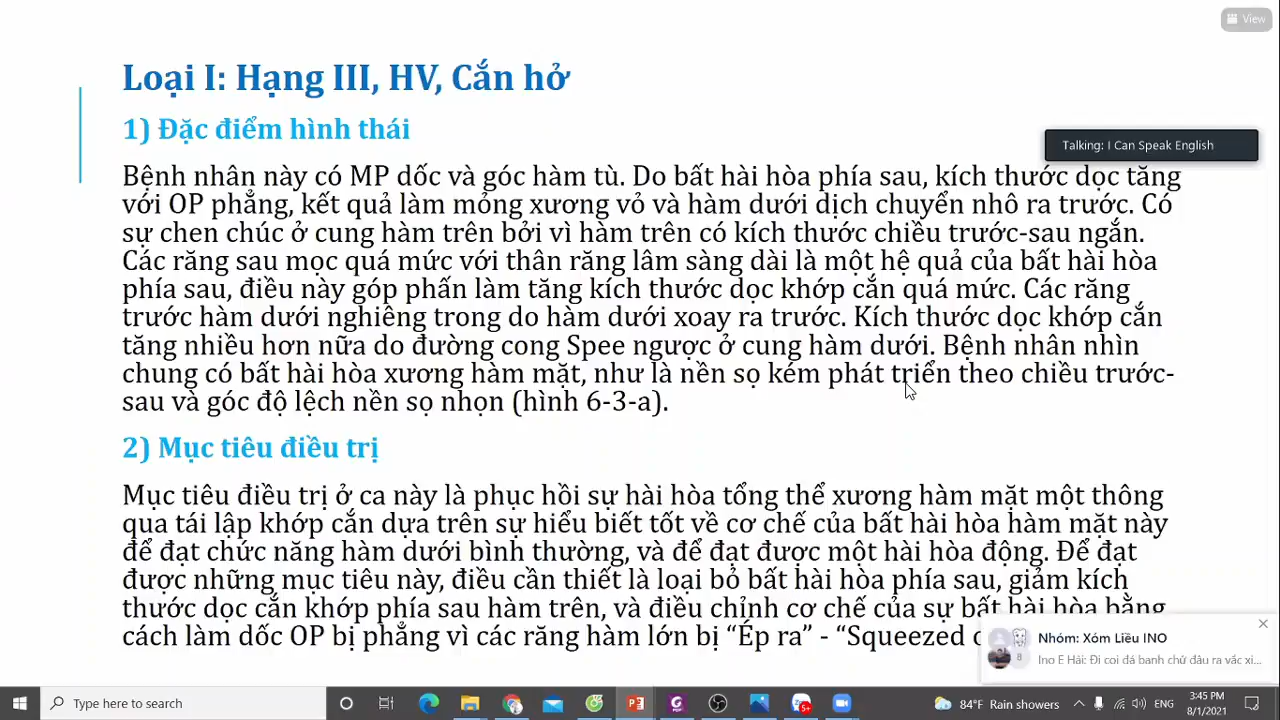 View
Loại I: Hạng III, HV, Cắn hở
1) Đặc điểm hình thái
Talking: I Can Speak English
Bệnh nhân này có MP dốc và góc hàm tù. Do bất hài hòa phía sau, kích thước dọc tăng
với OP phẳng, kết quả làm mỏng xương vỏ và hàm dưới dịch chuyển nhô ra trước. Có
sự chen chúc ở cung hàm trên bởi vì hàm trên có kích thước chiều trước-sau ngắn.
Các răng sau mọc quá mức với thân răng lâm sàng dài là một hệ quả của bất hài hòa
phía sau, điều này góp phấn làm tăng kích thước dọc khớp cắn quá mức. Các răng
trước hàm dưới nghiêng trong do hàm dưới xoay ra trước. Kích thước dọc khớp cắn
tăng nhiều hơn nữa do đường cong Spee ngược ở cung hàm dưới. Bệnh nhân nhìn
chung có bất hài hòa xương hàm mặt, như là nền sọ kém phát triển theo chiều trước-
sau và góc độ lệch nền sọ nhọn (hình 6-3-a).
2) Mục tiêu điều trị
Mục tiêu điều trị ở ca này là phục hồi sự hài hòa tổng thể xương hàm mặt một thông
qua tái lập khớp cắn dựa trên sự hiểu biết tốt về cơ chế của bất hài hòa hàm mặt này
để đạt chức năng hàm dưới bình thường, và để đạt được một hài hòa động. Để đạt
được những mục tiêu này, điều cần thiết là loại bỏ bất hài hòa phía sau, giảm kích
thước dọc cắn khớp phía sau hàm trên, và điều chỉnh cơ chế của sự bất hài hòa bằng
cách làm dốc OP bị phẳng vì các răng hàm lớn bị “Ép ra” - “Squeezed
Nhóm: Xóm Liều INO
Ino E Hải: Đi coi đá banh chứ đâu ra vắc xi...
8
Type here to search
5+
84°F Rain showers
ENG
3:45 PM
8/1/2021